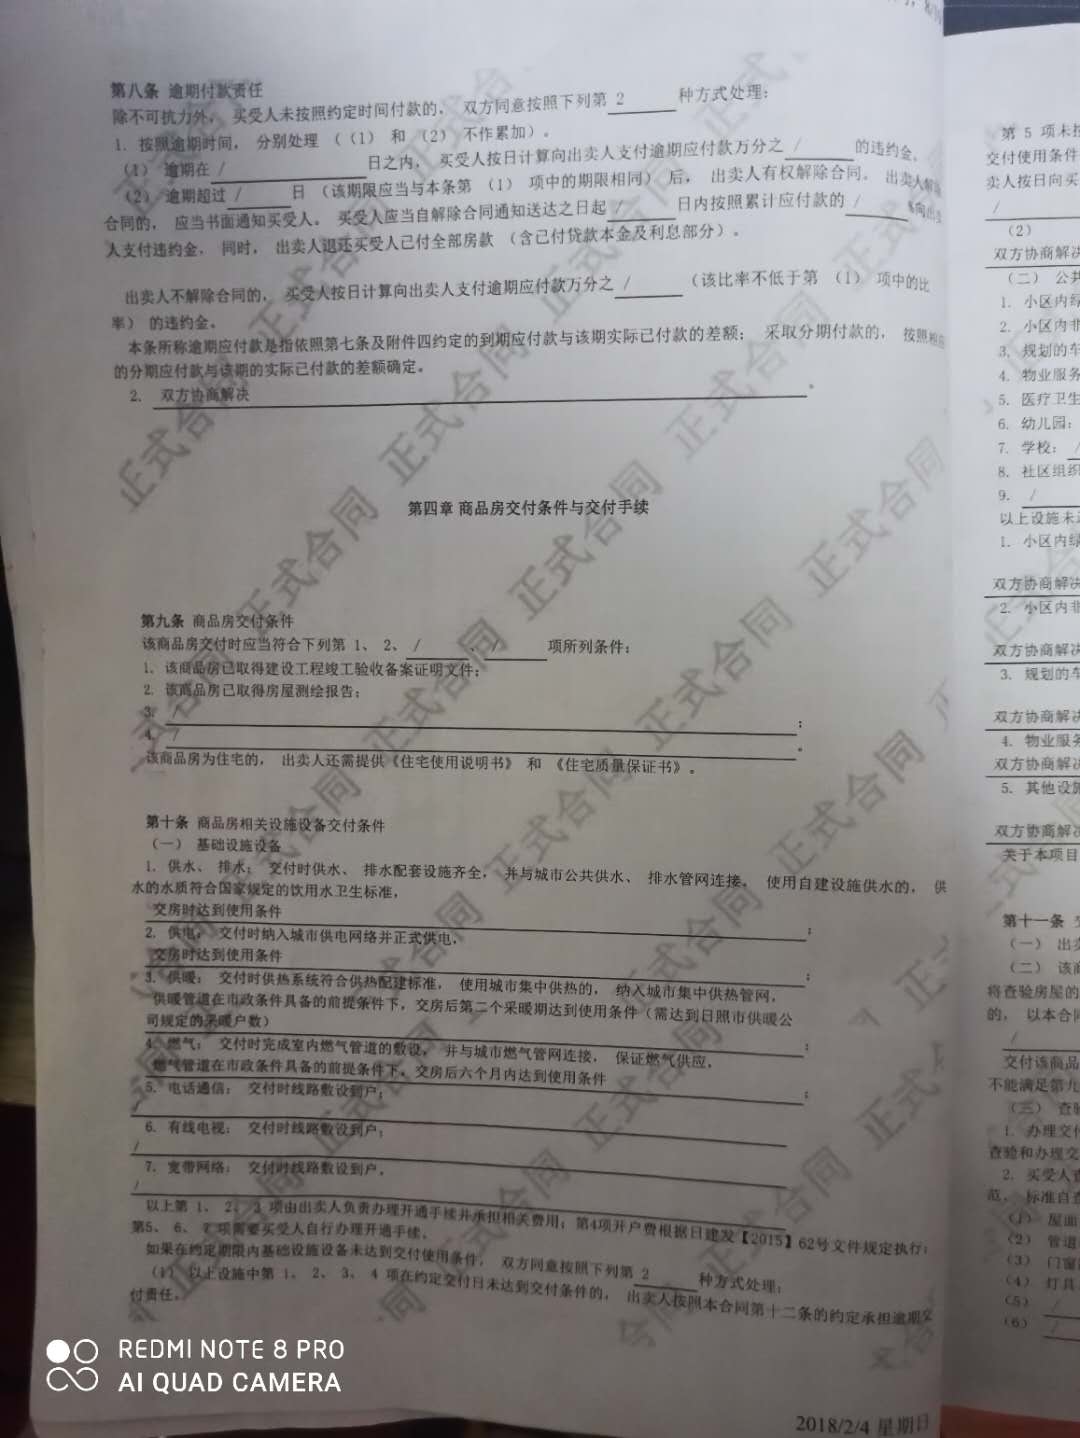 第八条 逾期付款责任
除不可抗力外, 买受人未按照约定时间付款的, 双方同意按照下列第 2 种方式处理:
1. 按照逾期时间, 分别处理 ((1) 和 (2) 不作累加)。
(1) 逾期在 / 日之内, 买受人按日计算向出卖人支付逾期应付款万分之 / 的违约金。
(2) 逾期超过 / 日 (该期限应当与本条第 (1) 项中的期限相同) 后, 出卖人有权解除合同。 出卖人解除
合同的, 应当书面通知买受人。 买受人应当自解除合同通知送达之日起 / 日内按照累计应付款的 / %向出卖
人支付违约金, 同时, 出卖人退还买受人已付全部房款 (含已付贷款本金及利息部分)。
出卖人不解除合同的, 买受人按日计算向出卖人支付逾期应付款万分之 / (该比率不低于第 (1) 项中的比
率) 的违约金。
本条所称逾期应付款是指依照第七条及附件四约定的到期应付款与该期实际已付款的差额; 采取分期付款的, 按照相应
的分期应付款与该期的实际已付款的差额确定。
2. 双方协商解决 。
第四章 商品房交付条件与交付手续
第九条 商品房交付条件
该商品房交付时应当符合下列第 1、 2、 / 、 / 项所列条件:
1. 该商品房已取得建设工程竣工验收备案证明文件;
2. 该商品房已取得房屋测绘报告;
3. / ;
4. / 。
该商品房为住宅的, 出卖人还需提供《住宅使用说明书》 和 《住宅质量保证书》。
第十条 商品房相关设施设备交付条件
(一) 基础设施设备
1. 供水、 排水: 交付时供水、 排水配套设施齐全, 并与城市公共供水、 排水管网连接。 使用自建设施供水的, 供
水的水质符合国家规定的饮用水卫生标准,
交房时达到使用条件 ;
2. 供电: 交付时纳入城市供电网络并正式供电,
交房时达到使用条件 ;
3. 供暖: 交付时供热系统符合供热配建标准, 使用城市集中供热的, 纳入城市集中供热管网,
供暖管道在市政条件具备的前提条件下，交房后第二个采暖期达到使用条件（需达到日照市供暖公
司规定的采暖户数） ;
4. 燃气: 交付时完成室内燃气管道的敷设, 并与城市燃气管网连接, 保证燃气供应,
燃气管道在市政条件具备的前提条件下，交房后六个月内达到使用条件 ;
5. 电话通信: 交付时线路敷设到户;
/
6. 有线电视: 交付时线路敷设到户;
/
7. 宽带网络: 交付时线路敷设到户,
/
以上第 1、 2、 3 项由出卖人负责办理开通手续并承担相关费用; 第4项开户费根据日建发【2015】62号文件规定执行;
第5、 6、 7 项需要买受人自行办理开通手续。
如果在约定期限内基础设施设备未达到交付使用条件, 双方同意按照下列第 2 种方式处理:
(1) 以上设施中第 1、 2、 3、 4 项在约定交付日未达到交付条件的, 出卖人按照本合同第十二条的约定承担逾期交
付责任。
第 5 项未按
交付使用条件
卖人按日向买
/
(2)
双方协商解决
(二) 公共
1. 小区内绿
2. 小区内非
3. 规划的车
4. 物业服务
5. 医疗卫生
6. 幼儿园:
7. 学校: /
8. 社区组织
9. /
以上设施未达
1. 小区内绿
双方协商解决
2. 小区内非
双方协商解决
3. 规划的车
双方协商解决
4. 物业服务
双方协商解决
5. 其他设施
双方协商解决
关于本项目
第十一条
(一) 出卖
(二) 该商
将查验房屋的
的, 以本合同
/
交付该商品
不能满足第九
(三) 查验
1. 办理交付
查验和办理交
2. 买受人查
范、 标准自查
(1) 屋面
(2) 管道
(3) 门窗
(4) 灯具
(5) /
(6) /
REDMI NOTE 8 PRO
AI QUAD CAMERA
2018/2/4 星期日